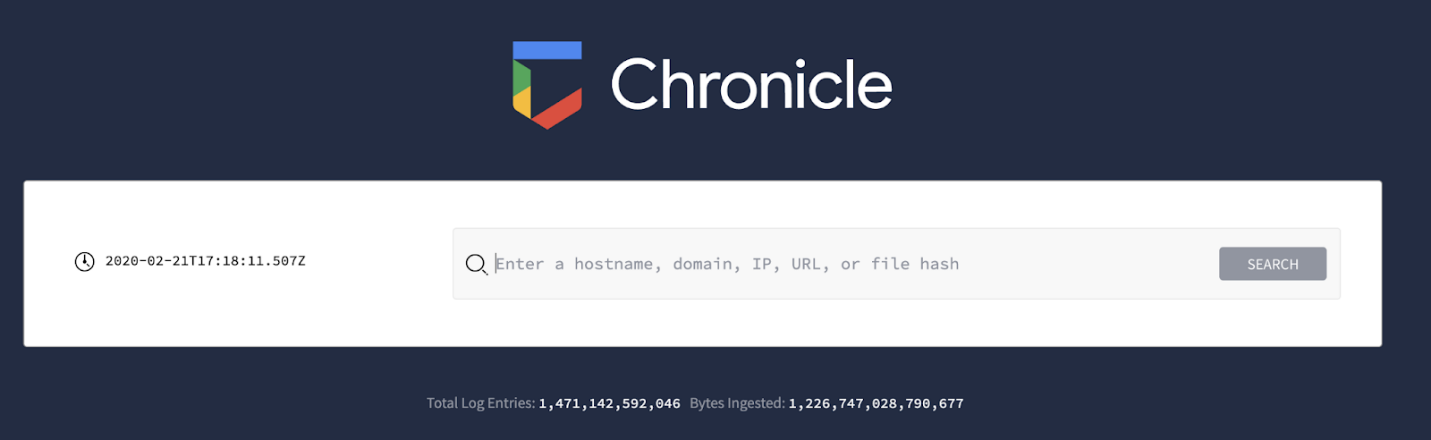 Chronicle
2020-02-21T17:18:11.507Z
Enter a hostname, domain, IP, URL, or file hash
SEARCH
Total Log Entries: 1,471,142,592,046 Bytes Ingested: 1,226,747,028,790,677